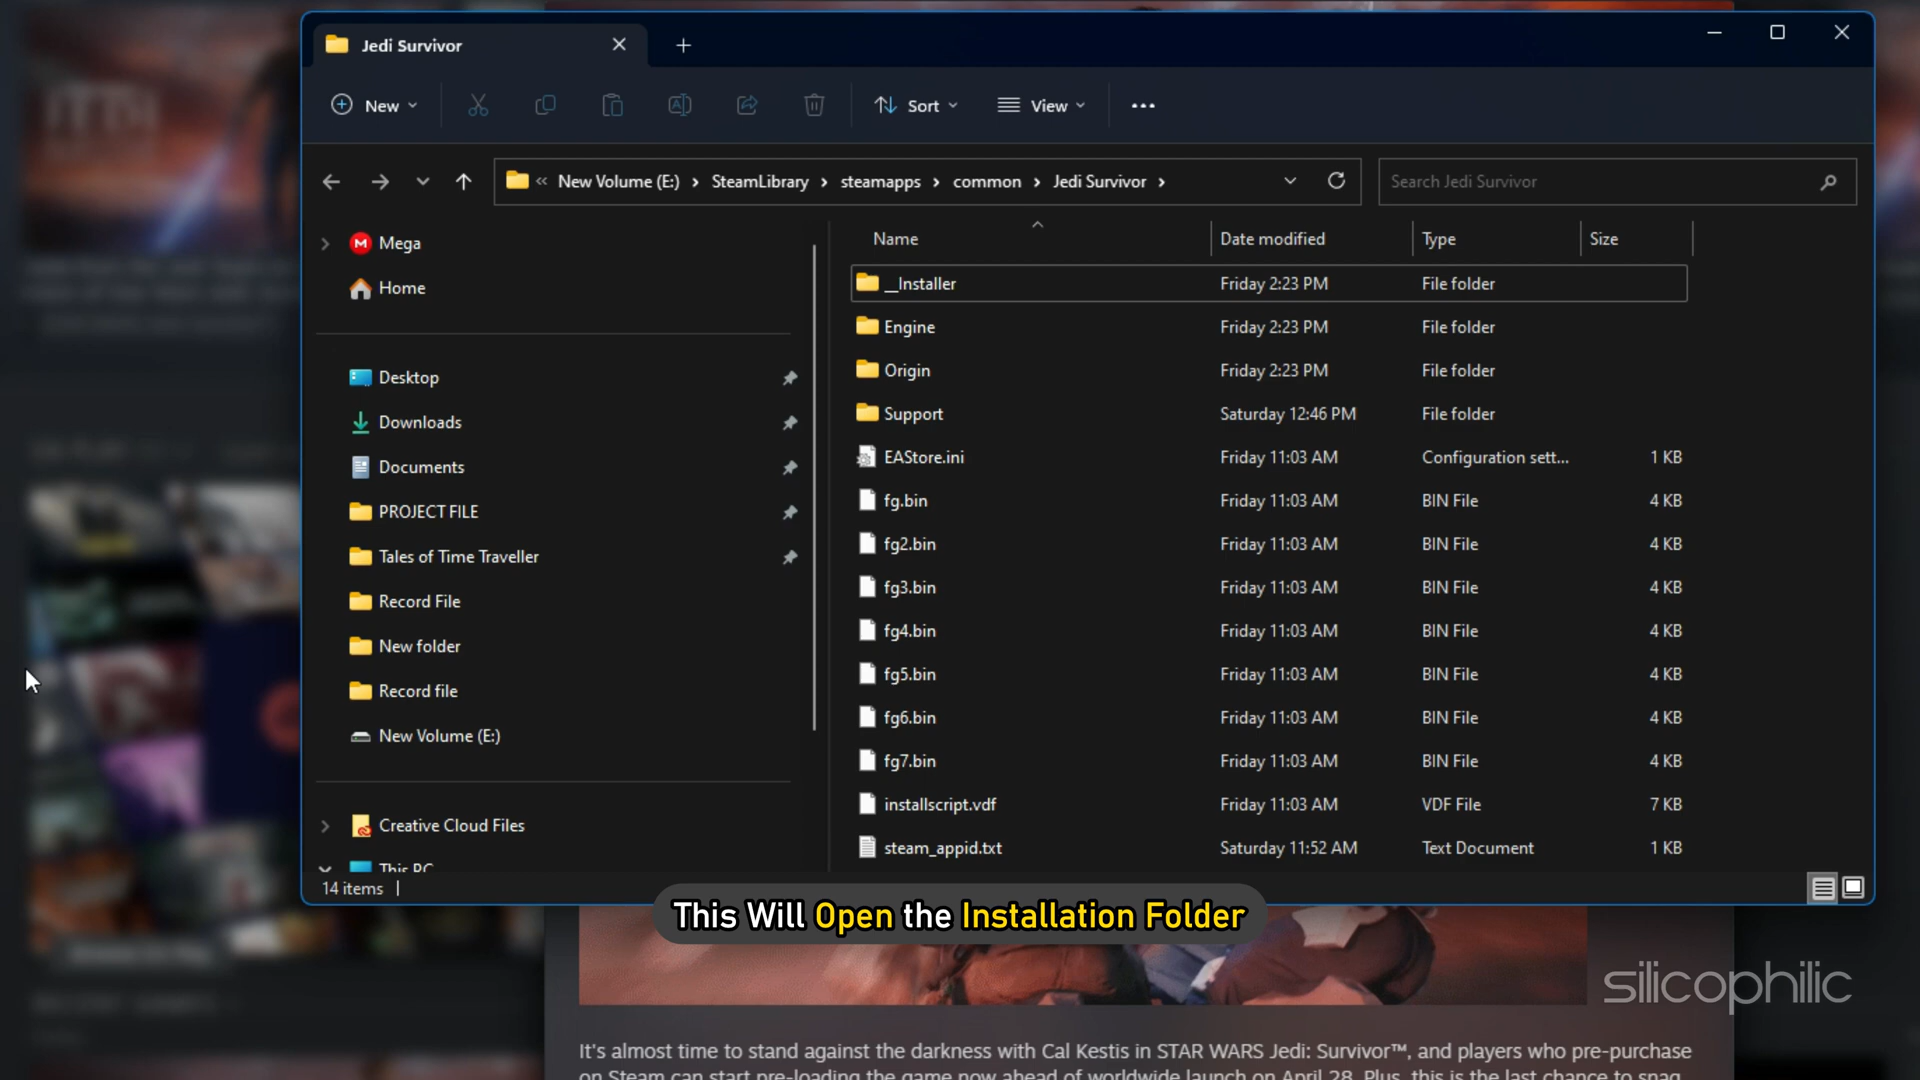 Jedi Survivor
New
Sort
View
« New Volume (E:) › SteamLibrary › steamapps › common › Jedi Survivor ›
Search Jedi Survivor
Mega
Home
Desktop
Downloads
Documents
PROJECT FILE
Tales of Time Traveller
Record File
New folder
Record file
New Volume (E:)
Creative Cloud Files
This PC
Name Date modified Type Size
__Installer Friday 2:23 PM File folder
Engine Friday 2:23 PM File folder
Origin Friday 2:23 PM File folder
Support Saturday 12:46 PM File folder
EAStore.ini Friday 11:03 AM Configuration sett... 1 KB
fg.bin Friday 11:03 AM BIN File 4 KB
fg2.bin Friday 11:03 AM BIN File 4 KB
fg3.bin Friday 11:03 AM BIN File 4 KB
fg4.bin Friday 11:03 AM BIN File 4 KB
fg5.bin Friday 11:03 AM BIN File 4 KB
fg6.bin Friday 11:03 AM BIN File 4 KB
fg7.bin Friday 11:03 AM BIN File 4 KB
installscript.vdf Friday 11:03 AM VDF File 7 KB
steam_appid.txt Saturday 11:52 AM Text Document 1 KB
14 items
This Will Open the Installation Folder
silicophilic
It's almost time to stand against the darkness with Cal Kestis in STAR WARS Jedi: Survivor™, and players who pre-purchase
on Steam can start pre-loading the game now ahead of worldwide launch on April 28. Plus, this is the last chance to snag